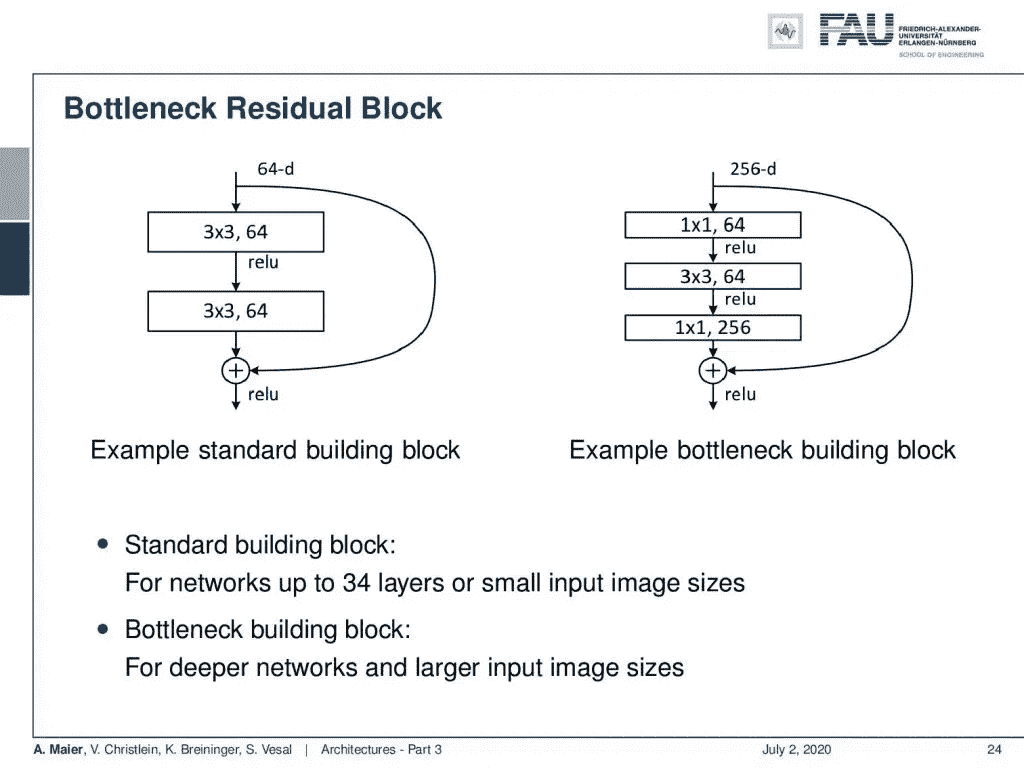 FAU
FRIEDRICH-ALEXANDER-
UNIVERSITÄT
ERLANGEN-NÜRNBERG
SCHOOL OF ENGINEERING
Bottleneck Residual Block
64-d
3x3, 64
relu
3x3, 64
+
relu
Example standard building block
256-d
1x1, 64
relu
3x3, 64
relu
1x1, 256
+
relu
Example bottleneck building block
• Standard building block:
For networks up to 34 layers or small input image sizes
• Bottleneck building block:
For deeper networks and larger input image sizes
A. Maier, V. Christlein, K. Breininger, S. Vesal | Architectures - Part 3
July 2, 2020
24